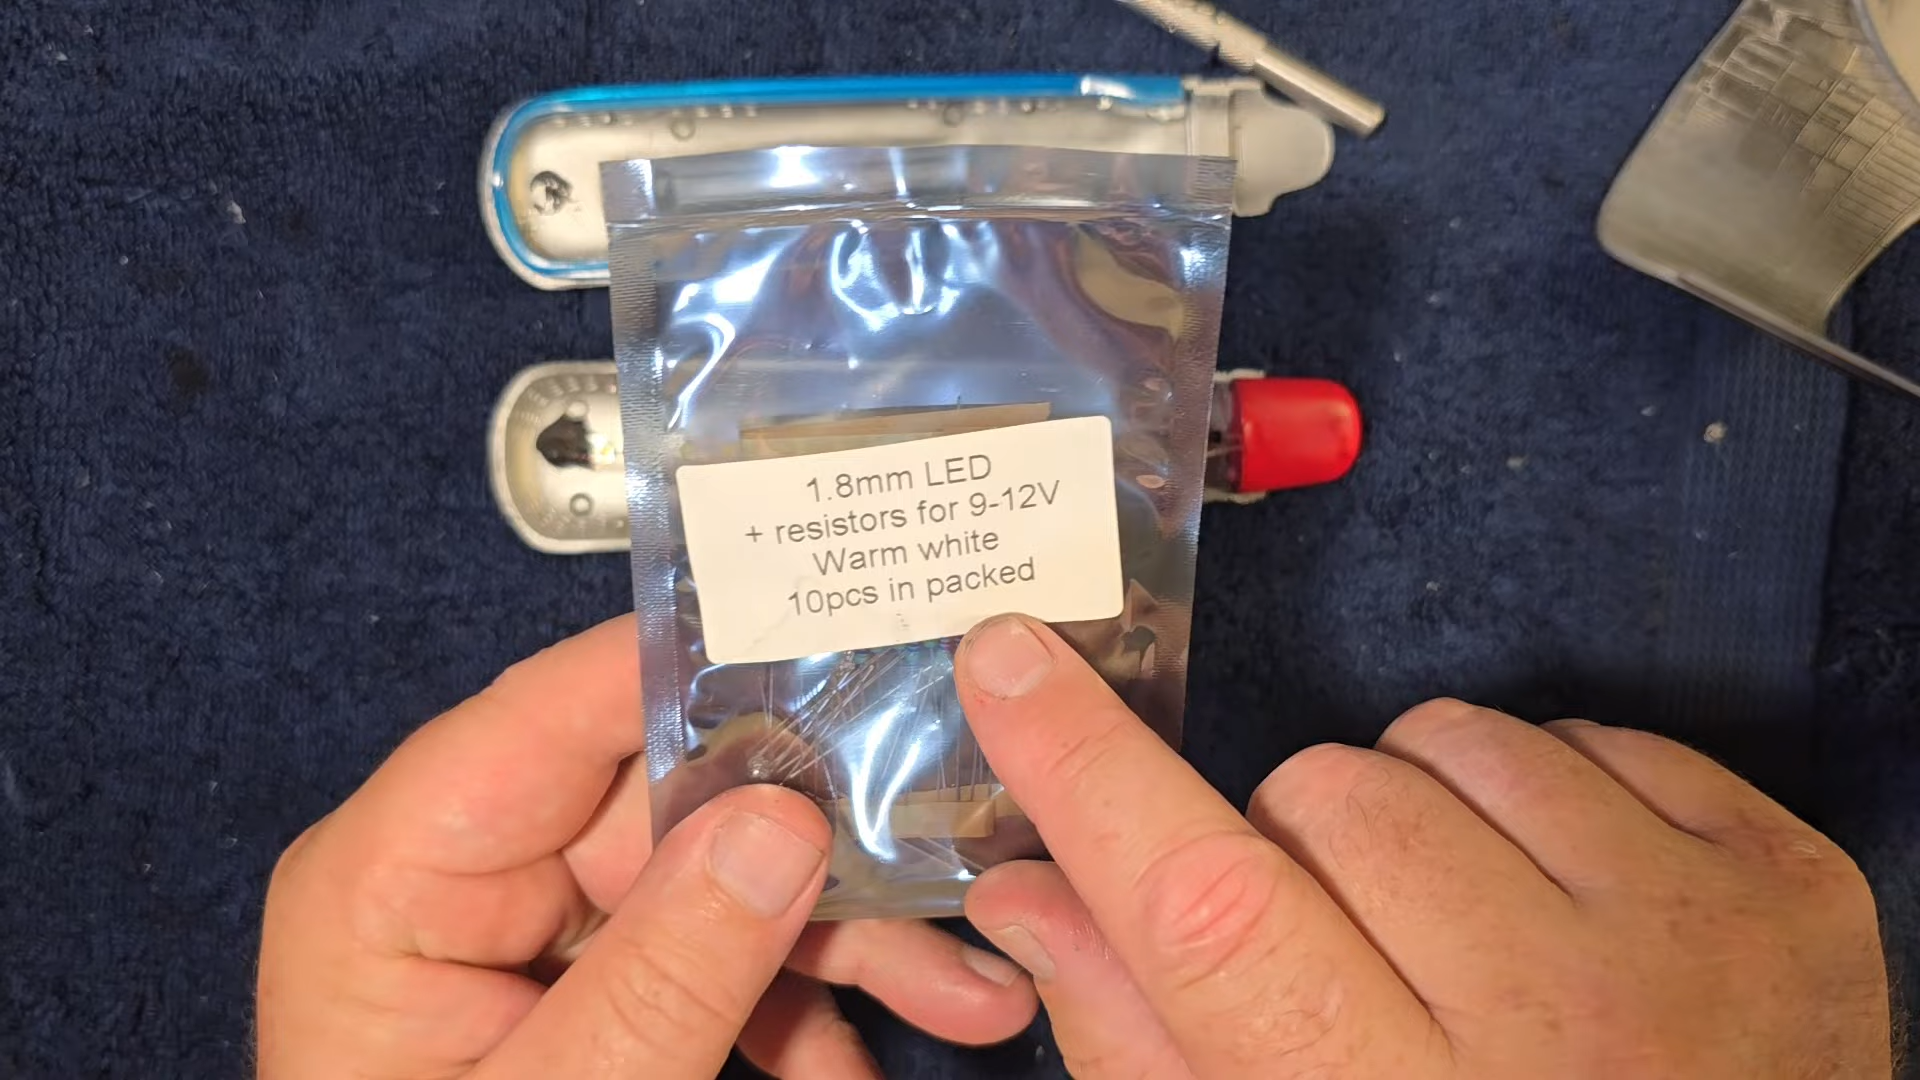 1.8mm LED
+ resistors for 9-12V
Warm white
10pcs in packed